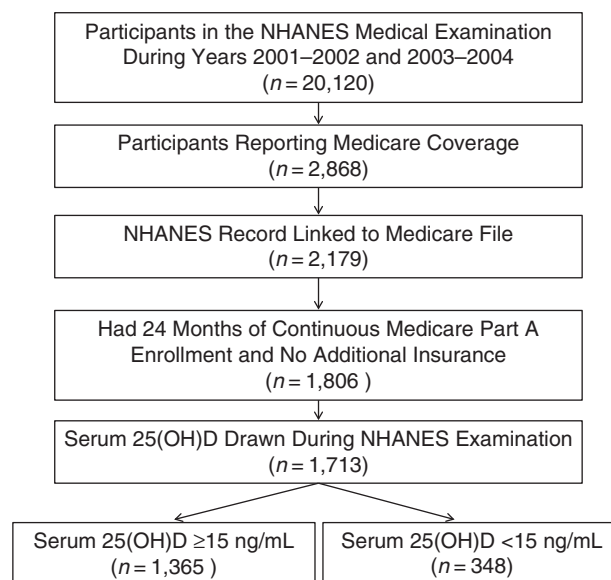 Participants in the NHANES Medical Examination
During Years 2001–2002 and 2003–2004
(n = 20,120)
Participants Reporting Medicare Coverage
(n = 2,868)
NHANES Record Linked to Medicare File
(n = 2,179)
Had 24 Months of Continuous Medicare Part A
Enrollment and No Additional Insurance
(n = 1,806 )
Serum 25(OH)D Drawn During NHANES Examination
(n = 1,713)
Serum 25(OH)D ≥15 ng/mL
(n = 1,365 )
Serum 25(OH)D <15 ng/mL
(n = 348)